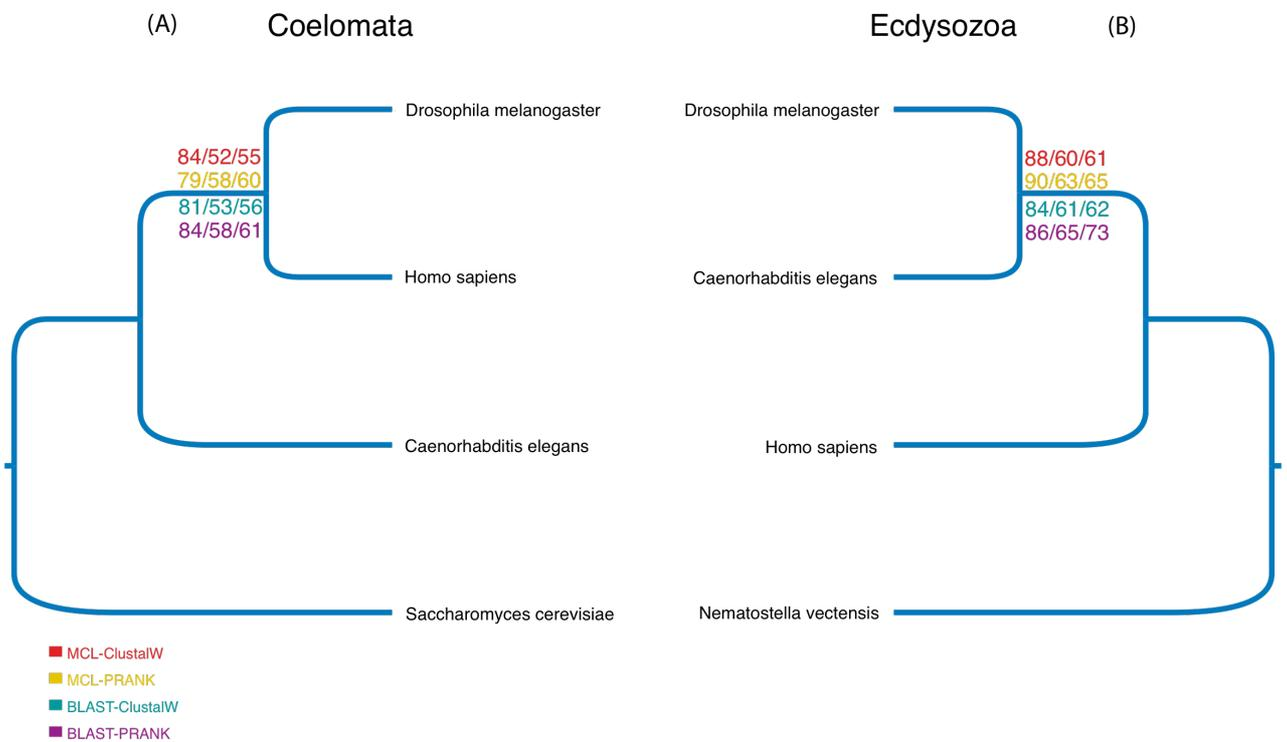 (A) Coelomata
Ecdysozoa (B)
Drosophila melanogaster
84/52/55
79/58/60
81/53/56
84/58/61
Homo sapiens
Caenorhabditis elegans
Saccharomyces cerevisiae
Drosophila melanogaster
88/60/61
90/63/65
84/61/62
86/65/73
Caenorhabditis elegans
Homo sapiens
Nematostella vectensis
MCL-ClustalW
MCL-PRANK
BLAST-ClustalW
BLAST-PRANK